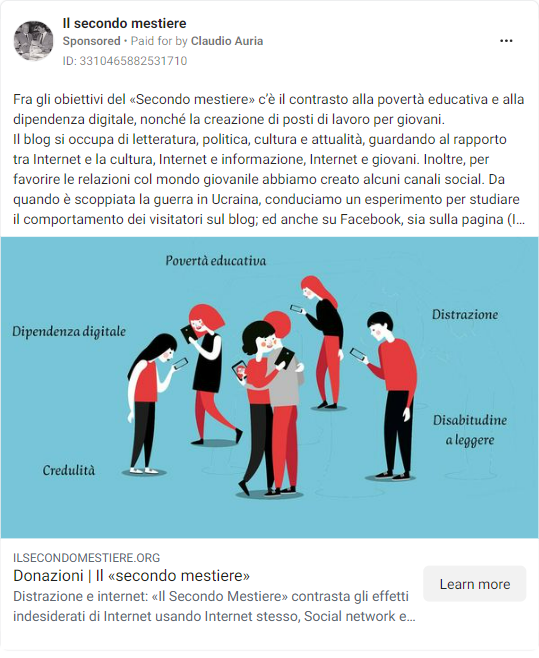 Il secondo mestiere
Sponsored • Paid for by Claudio Auria
ID: 3310465882531710
Fra gli obiettivi del «Secondo mestiere» c'è il contrasto alla povertà educativa e alla
dipendenza digitale, nonché la creazione di posti di lavoro per giovani.
Il blog si occupa di letteratura, politica, cultura e attualità, guardando al rapporto
tra Internet e la cultura, Internet e informazione, Internet e giovani. Inoltre, per
favorire le relazioni col mondo giovanile abbiamo creato alcuni canali social. Da
quando è scoppiata la guerra in Ucraina, conduciamo un esperimento per studiare
il comportamento dei visitatori sul blog; ed anche su Facebook, sia sulla pagina (I...
Povertà educativa
Distrazione
Dipendenza digitale
Disabitudine
a leggere
Credulità
ILSECONDOMESTIERE.ORG
Donazioni | Il «secondo mestiere»
Distrazione e internet: «Il Secondo Mestiere» contrasta gli effetti
indesiderati di Internet usando Internet stesso, Social network e...
Learn more